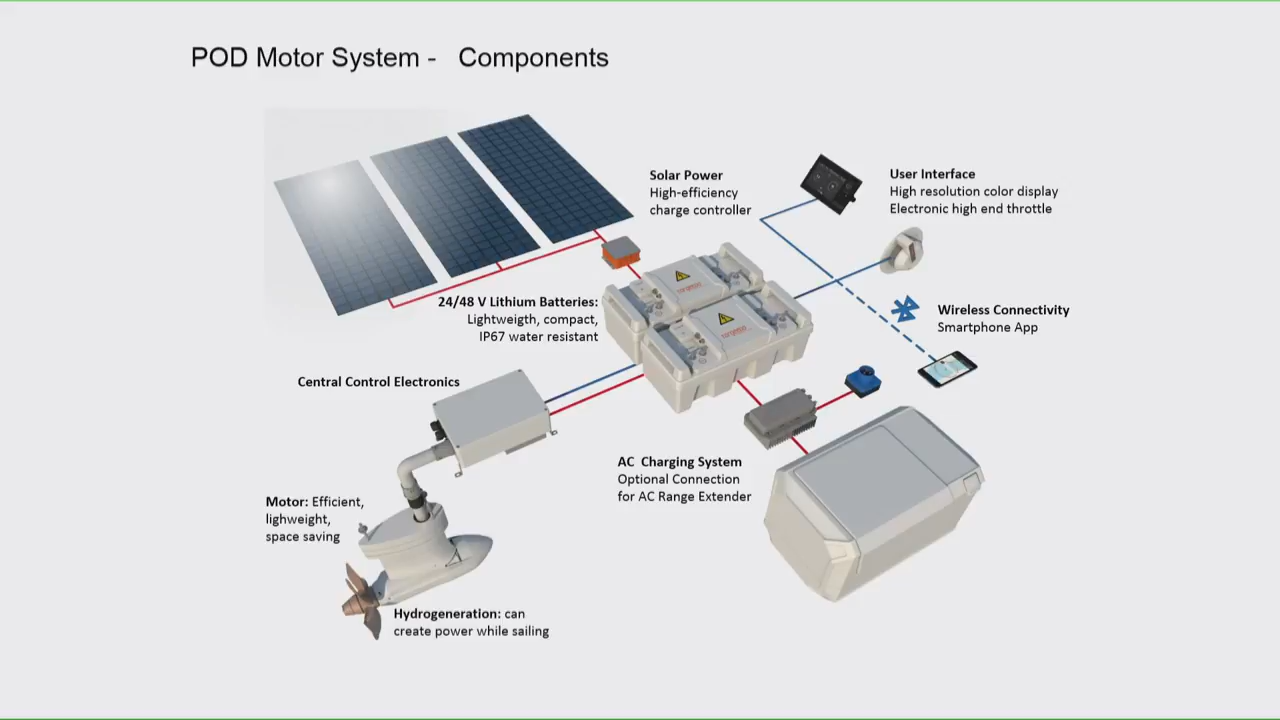 POD Motor System - Components
Solar Power
High-efficiency
charge controller
User Interface
High resolution color display
Electronic high end throttle
24/48 V Lithium Batteries:
Lightweigth, compact,
IP67 water resistant
Wireless Connectivity
Smartphone App
Central Control Electronics
AC Charging System
Optional Connection
for AC Range Extender
Motor: Efficient,
lighweight,
space saving
Hydrogeneration: can
create power while sailing